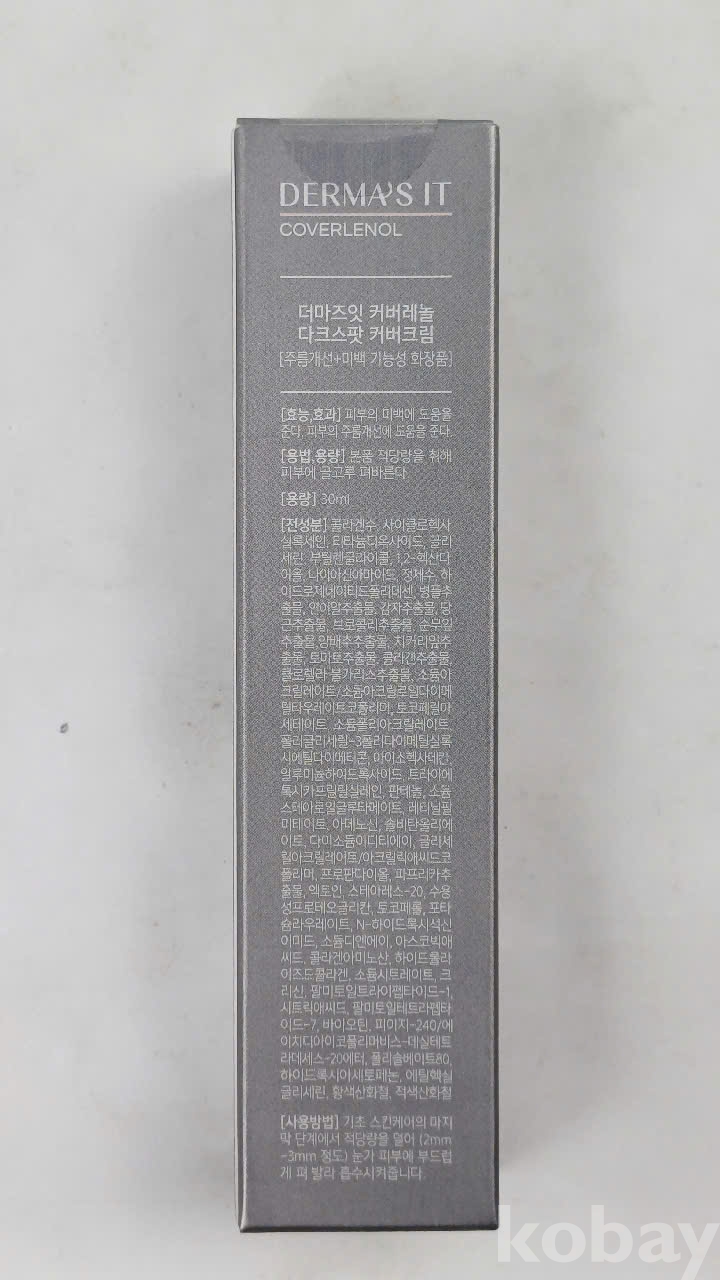 DERMA'S IT
COVERLENOL
더마즈잇 커버레놀
다크스팟 커버크림
[주름개선+미백 기능성 화장품]
[효능,효과] 피부의 미백에 도움을
준다. 피부의 주름개선에 도움을 준다.
[용법,용량] 본품 적당량을 취해
피부에 골고루 펴바른다
[용량] 30ml
[전성분] 콜라겐수, 사이클로헥사
실록세인, 티타늄디옥사이드, 글리
세린, 부틸렌글라이콜, 1,2-헥산다이
올, 나이아신아마이드, 정제수, 하
이드로제네이티드폴리데센, 병풀추
출물, 연어알추출물, 감자추출물, 당
근추출물, 브로콜리추출물, 순무잎
추출물,양배추추출물, 치커리잎추
출물, 토마토추출물, 콜라겐추출물,
클로렐라 불가리스추출물, 소듐아
크릴레이트/소듐아크릴로일다이메
틸타우레이트코폴리머, 토코페릴아
세테이트, 소듐폴리아크릴레이트,
폴리글리세릴-3폴리다이메틸실록
시에틸다이메티콘, 아이소헥사데칸,
알루미늄하이드록사이드, 트라이에
톡시카프릴릴실레인, 판테놀, 소듐
스테아로일글루타메이트, 레티닐팔
미테이트, 아데노신, 솔비탄올리에
이트, 다이소듐이디티에이, 글리세
릴아크릴레이트/아크릴릭애씨드코
폴리머, 프로판다이올, 파프리카추
출물, 엑토인, 스테아레스-20, 수용
성프로테오글리칸, 토코페롤, 포타
슘라우레이트, N-하이드록시석신
이미드, 소듐디엔에이, 아스코빅애
씨드, 콜라겐아미노산, 하이드롤라
이즈드콜라겐, 소듐시트레이트, 크
리신, 팔미토일트라이펩타이드-1,
시트릭애씨드, 팔미토일테트라펩타
이드-7, 바이오틴, 피이지-240/에
이치디아이코폴리머비스-데실테트
라데세스-20에터, 폴리솔베이트80,
하이드록시아세토페논, 에틸헥실
글리세린, 황색산화철, 적색산화철
[사용방법] 기초 스킨케어의 마지
막 단계에서 적당량을 덜어 (2mm
-3mm 정도) 눈가 피부에 부드럽
게 펴 발라 흡수시켜줍니다.
kobay